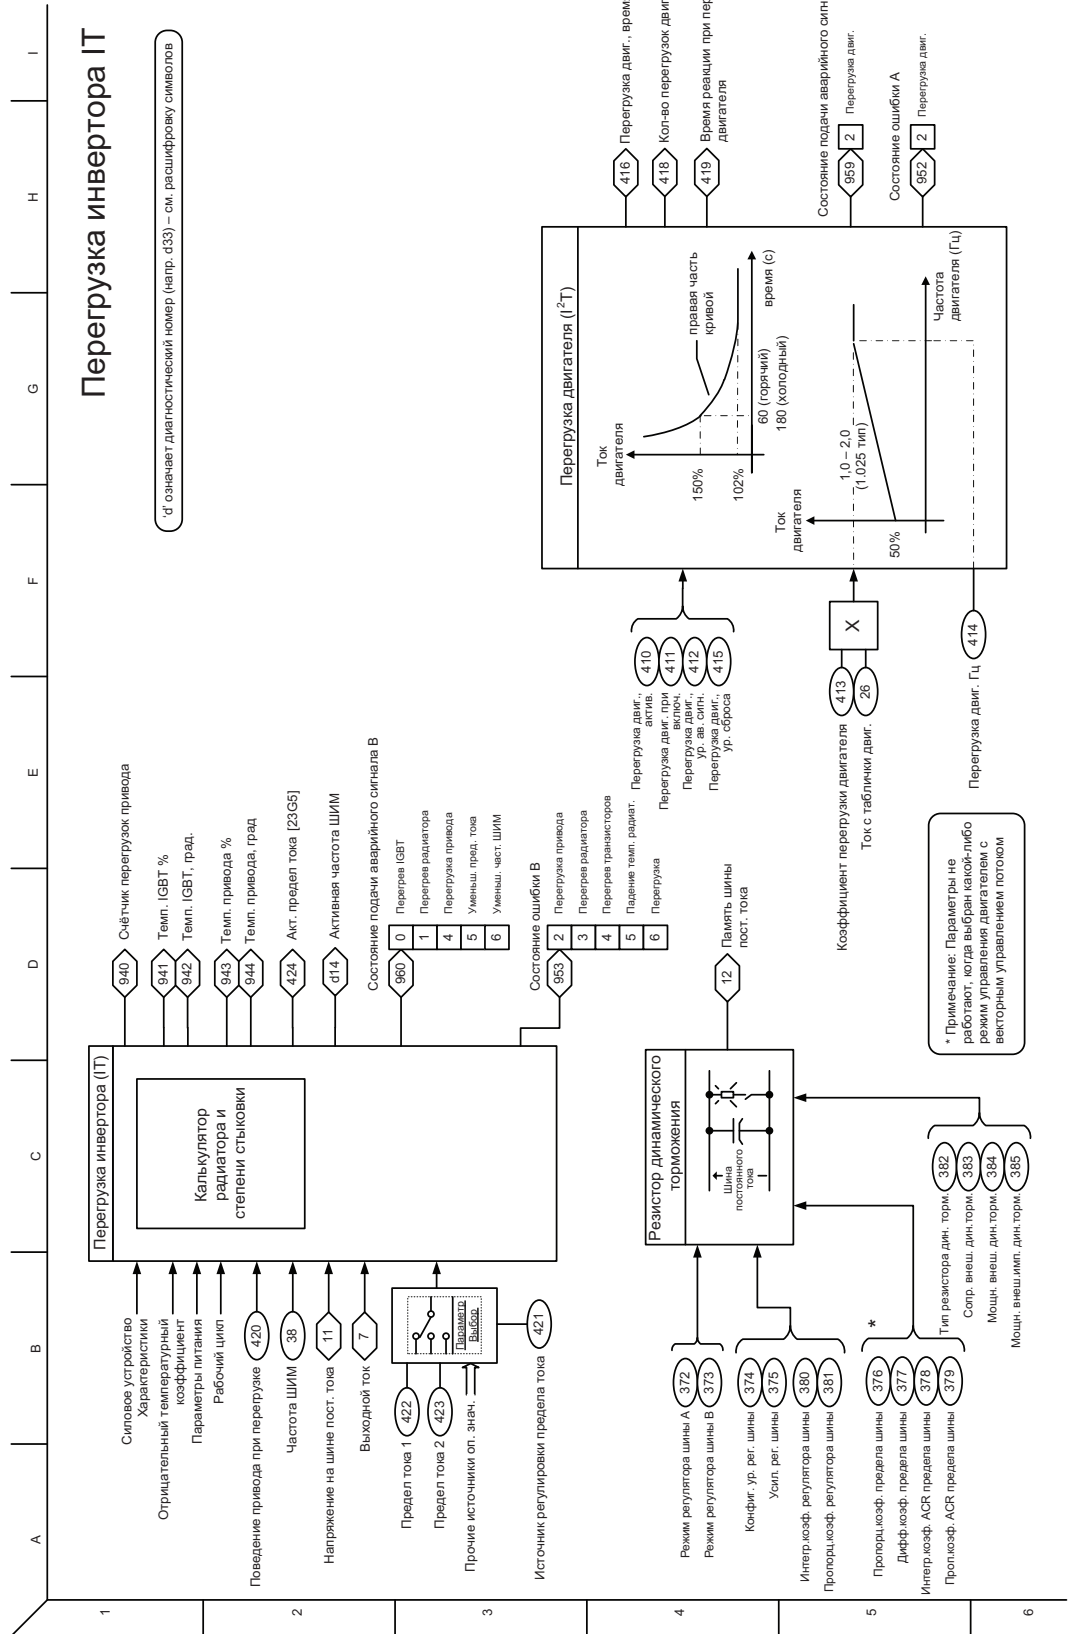 Перегрузка инвертора IT
'd' означает диагностический номер (напр. d33) – см. расшифровку символов
A
B
C
D
E
F
G
H
I
1
2
3
4
5
6
Перегрузка инвертора (IT)
Калькулятор
радиатора и
степени стыковки
Силовое устройство
Характеристики
Отрицательный температурный
коэффициент
Параметры питания
Рабочий цикл
Поведение привода при перегрузке
420
Частота ШИМ
38
Напряжение на шине пост. тока
11
Выходной ток
7
Предел тока 1
422
Предел тока 2
423
Прочие источники оп. знач.
Параметр
Выбор
Источник регулировки предела тока
421
940
Счётчик перегрузок привода
941
Темп. IGBT %
942
Темп. IGBT, град.
943
Темп. привода %
944
Темп. привода, град
424
Акт. предел тока [23G5]
d14
Активная частота ШИМ
Состояние подачи аварийного сигнала B
960
0
Перегрев IGBT
1
Перегрев радиатора
4
Перегрузка привода
5
Уменьш. пред. тока
6
Уменьш. част. ШИМ
Состояние ошибки B
953
2
Перегрузка привода
3
Перегрев радиатора
4
Перегрев транзисторов
5
Падение темп. радиат.
6
Перегрузка
Резистор динамического
торможения
Шина
постоянного
тока
12
Память шины
пост. тока
Режим регулятора шины A
372
Режим регулятора шины B
373
Конфиг. ур. рег. шины
374
Усил. рег. шины
375
Интегр.коэф. регулятора шины
380
Пропорц.коэф. регулятора шины
381
*
Пропорц.коэф. предела шины
376
Дифф.коэф. предела шины
377
Интегр.коэф. ACR предела шины
378
Проп.коэф. ACR предела шины
379
Тип резистора дин. торм.
382
Сопр. внеш. дин.торм.
383
Мощн. внеш. дин.торм.
384
Мощн. внеш.имп. дин.торм.
385
* Примечание: Параметры не
работают, когда выбран какой-либо
режим управления двигателем с
векторным управлением потоком
Перегрузка двигателя (I²T)
Перегрузка двиг.,
актив.
410
Перегрузка двиг. при
включ.
411
Перегрузка двиг.,
ур. ав. сигн.
412
Перегрузка двиг.,
ур. сброса
415
Коэффициент перегрузки двигателя
413
Ток с таблички двиг.
26
X
Перегрузка двиг. Гц
414
Ток
двигателя
150%
102%
правая часть
кривой
60 (горячий)
180 (холодный)
время (с)
Ток
двигателя
1,0 – 2,0
(1.025 тип)
50%
Частота
двигателя (Гц)
416
Перегрузка двиг., врем
418
Кол-во перегрузок двиг
419
Время реакции при пер
двигателя
Состояние подачи аварийного сигн
959
2
Перегрузка двиг.
Состояние ошибки A
952
2
Перегрузка двиг.